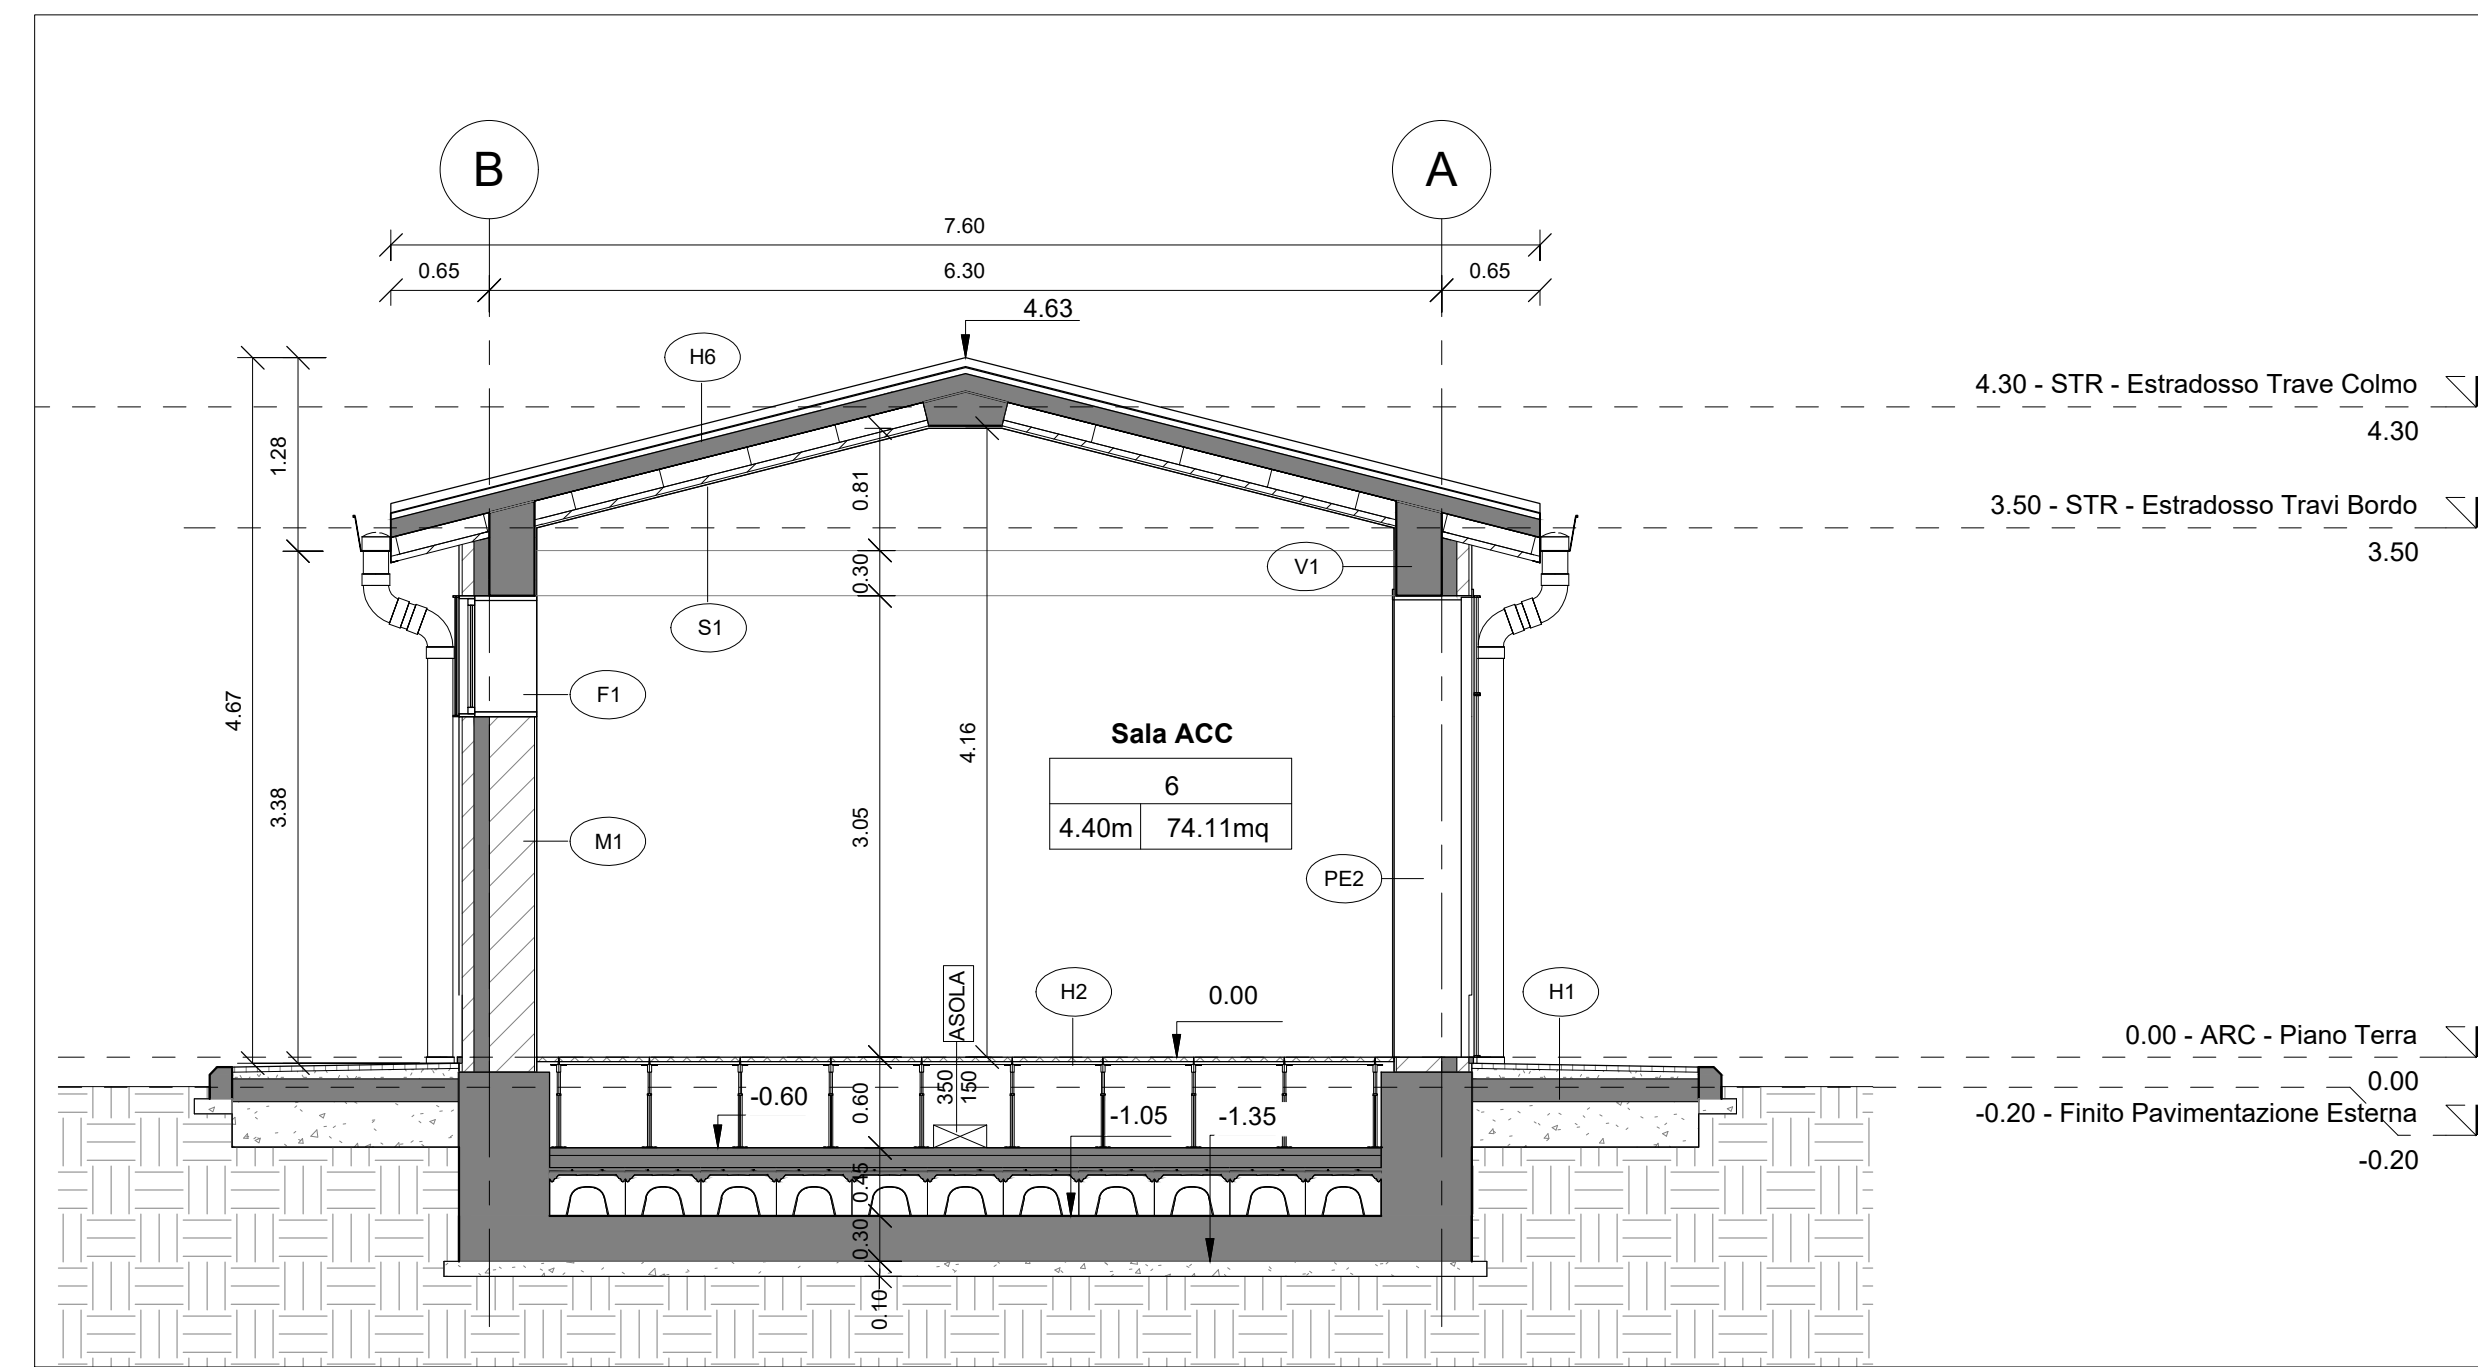 B
A
7.60
0.65
6.30
0.65
4.63
H6
4.30 - STR - Estradosso Trave Colmo
4.30
1.28
0.81
3.50 - STR - Estradosso Travi Bordo
3.50
0.30
V1
S1
F1
4.67
4.16
Sala ACC
6
4.40m 74.11mq
3.38
3.05
M1
PE2
ASOLA
H2
0.00
H1
0.00 - ARC - Piano Terra
0.00
350
150
-0.60
0.60
-1.05
-1.35
-0.20 - Finito Pavimentazione Esterna
-0.20
0.45
0.30
0.10